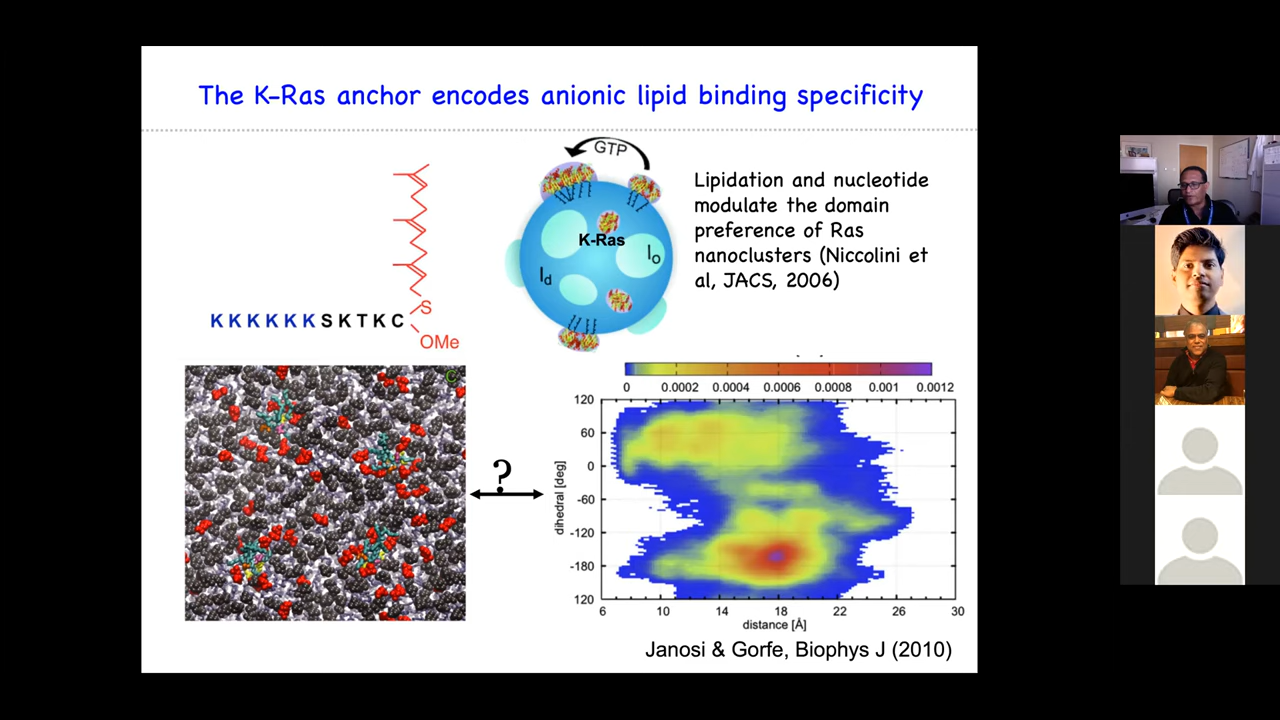 The K-Ras anchor encodes anionic lipid binding specificity
GTP
K-Ras
lo
ld
Lipidation and nucleotide
modulate the domain
preference of Ras
nanoclusters (Niccolini et
al, JACS, 2006)
S
KKKKKKSKTKC
OMe
C
?
0 0.0002 0.0004 0.0006 0.0008 0.001 0.0012
120
60
0
-60
-120
-180
120
dihedral [deg]
6 10 14 18 22 26 30
distance [Å]
Janosi & Gorfe, Biophys J (2010)